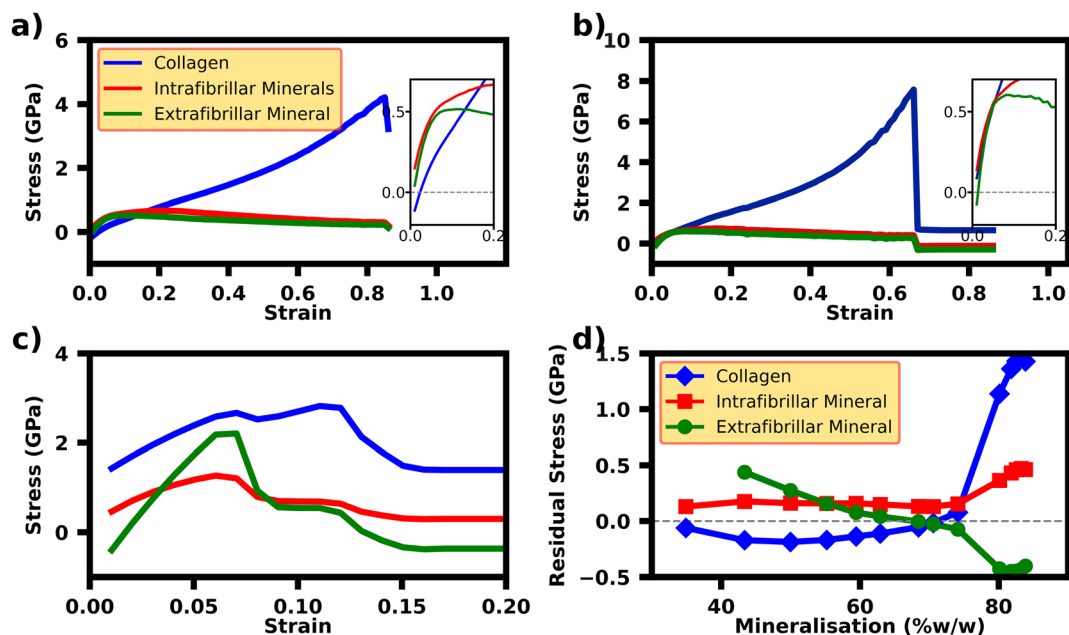 a)
Stress (GPa)
6
4
2
0
Collagen
Intrafibrillar Minerals
Extrafibrillar Mineral
0.5
0.0
0.0 0.2
0.0 0.2 0.4 0.6 0.8 1.0
Strain
b)
Stress (GPa)
10
8
6
4
2
0
0.5
0.0
0.0 0.2
0.0 0.2 0.4 0.6 0.8 1.0
Strain
c)
Stress (GPa)
4
2
0
0.00 0.05 0.10 0.15 0.20
Strain
d)
Residual Stress (GPa)
1.5
1.0
0.5
0.0
−0.5
Collagen
Intrafibrillar Mineral
Extrafibrillar Mineral
40 60 80
Mineralisation (%w/w)